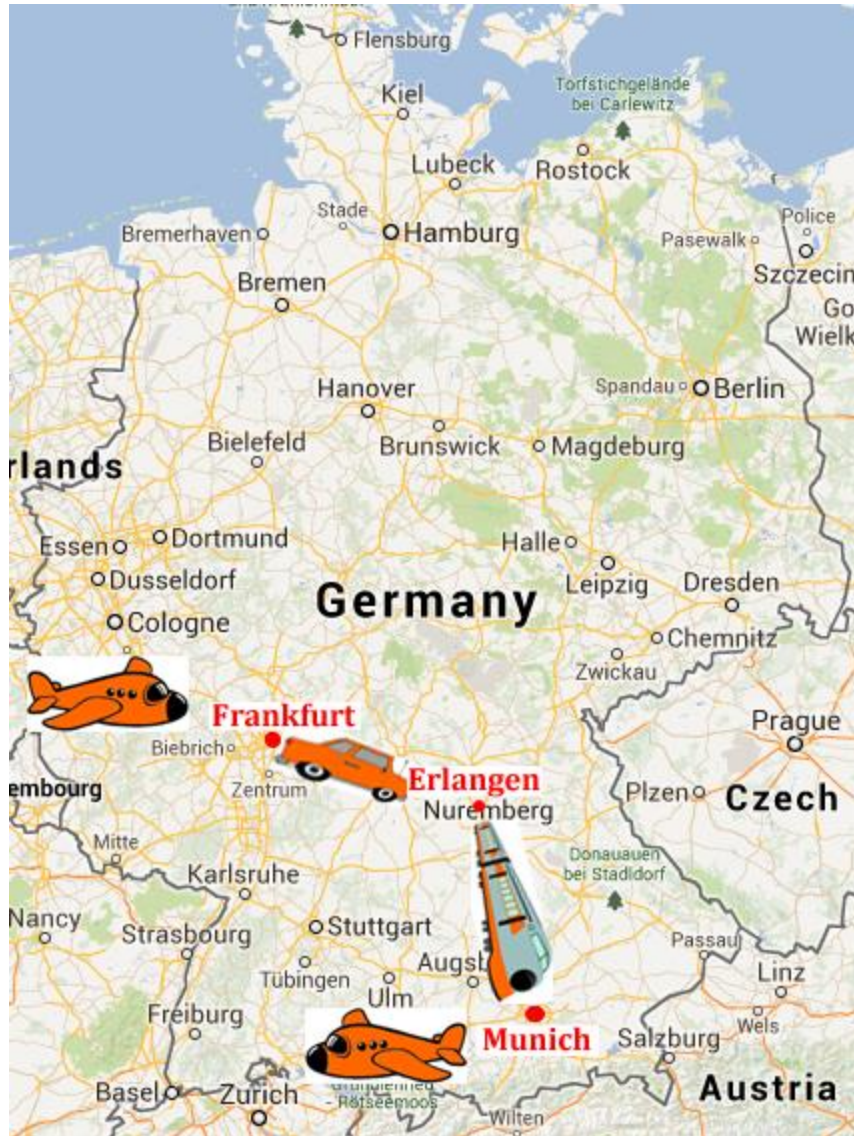 Flensburg
Kiel
Torfstichgelände
bei Carlewitz
Lubeck
Rostock
Stade
Hamburg
Bremerhaven
Pasewalk
Police
Szczecin
Bremen
Go
Wielk
Hanover
Spandau
Berlin
Bielefeld
Brunswick
Magdeburg
rlands
Essen
Dortmund
Halle
Dusseldorf
Leipzig
Dresden
Germany
Cologne
Chemnitz
Zwickau
Frankfurt
Prague
Biebrich
Zentrum
Erlangen
embourg
Nuremberg
Plzen
Czech
Mitte
Donauauen
bei Stadldorf
Karlsruhe
Nancy
Strasbourg
Stuttgart
Passau
Tübingen
Augsb
Linz
Ulm
Freiburg
Munich
Wels
Salzburg
Basel
Zurich
- Rötseemoos
Austria
Wilten